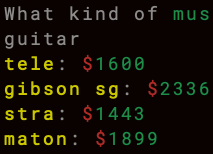 What kind of mus
guitar
tele: $1600
gibson sg: $2336
stra: $1443
maton: $1899